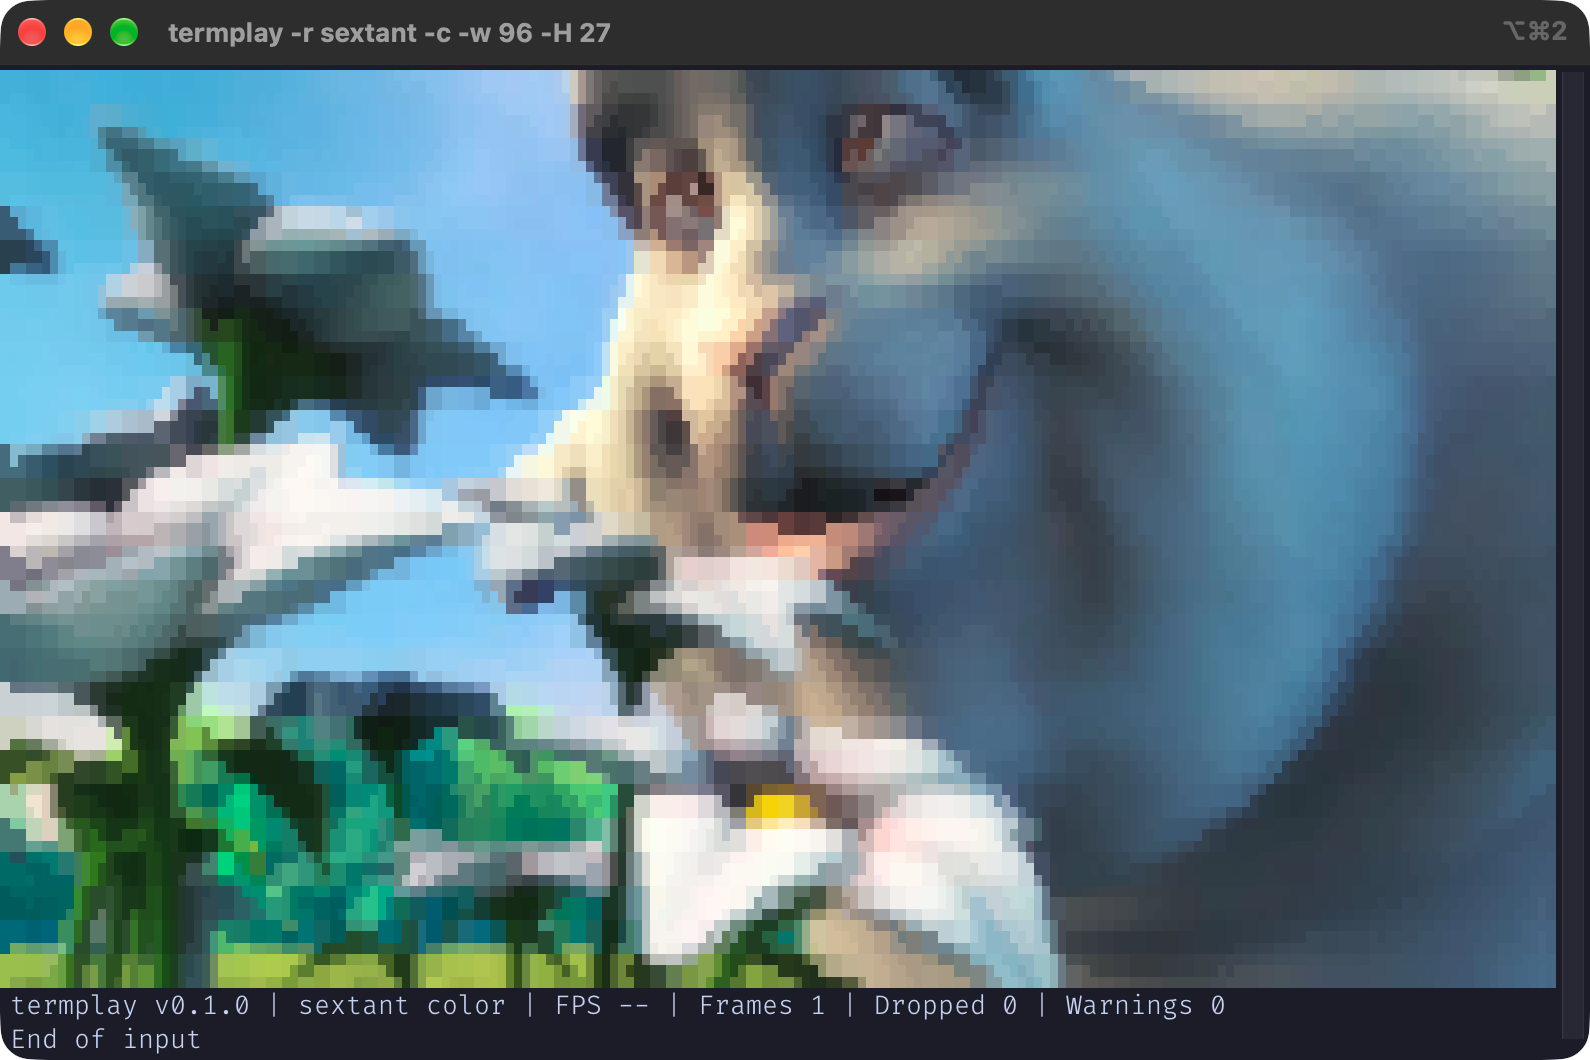 termplay -r sextant -c -w 96 -H 27 ⌥⌘2
termplay v0.1.0 | sextant color | FPS -- | Frames 1 | Dropped 0 | Warnings 0
End of input